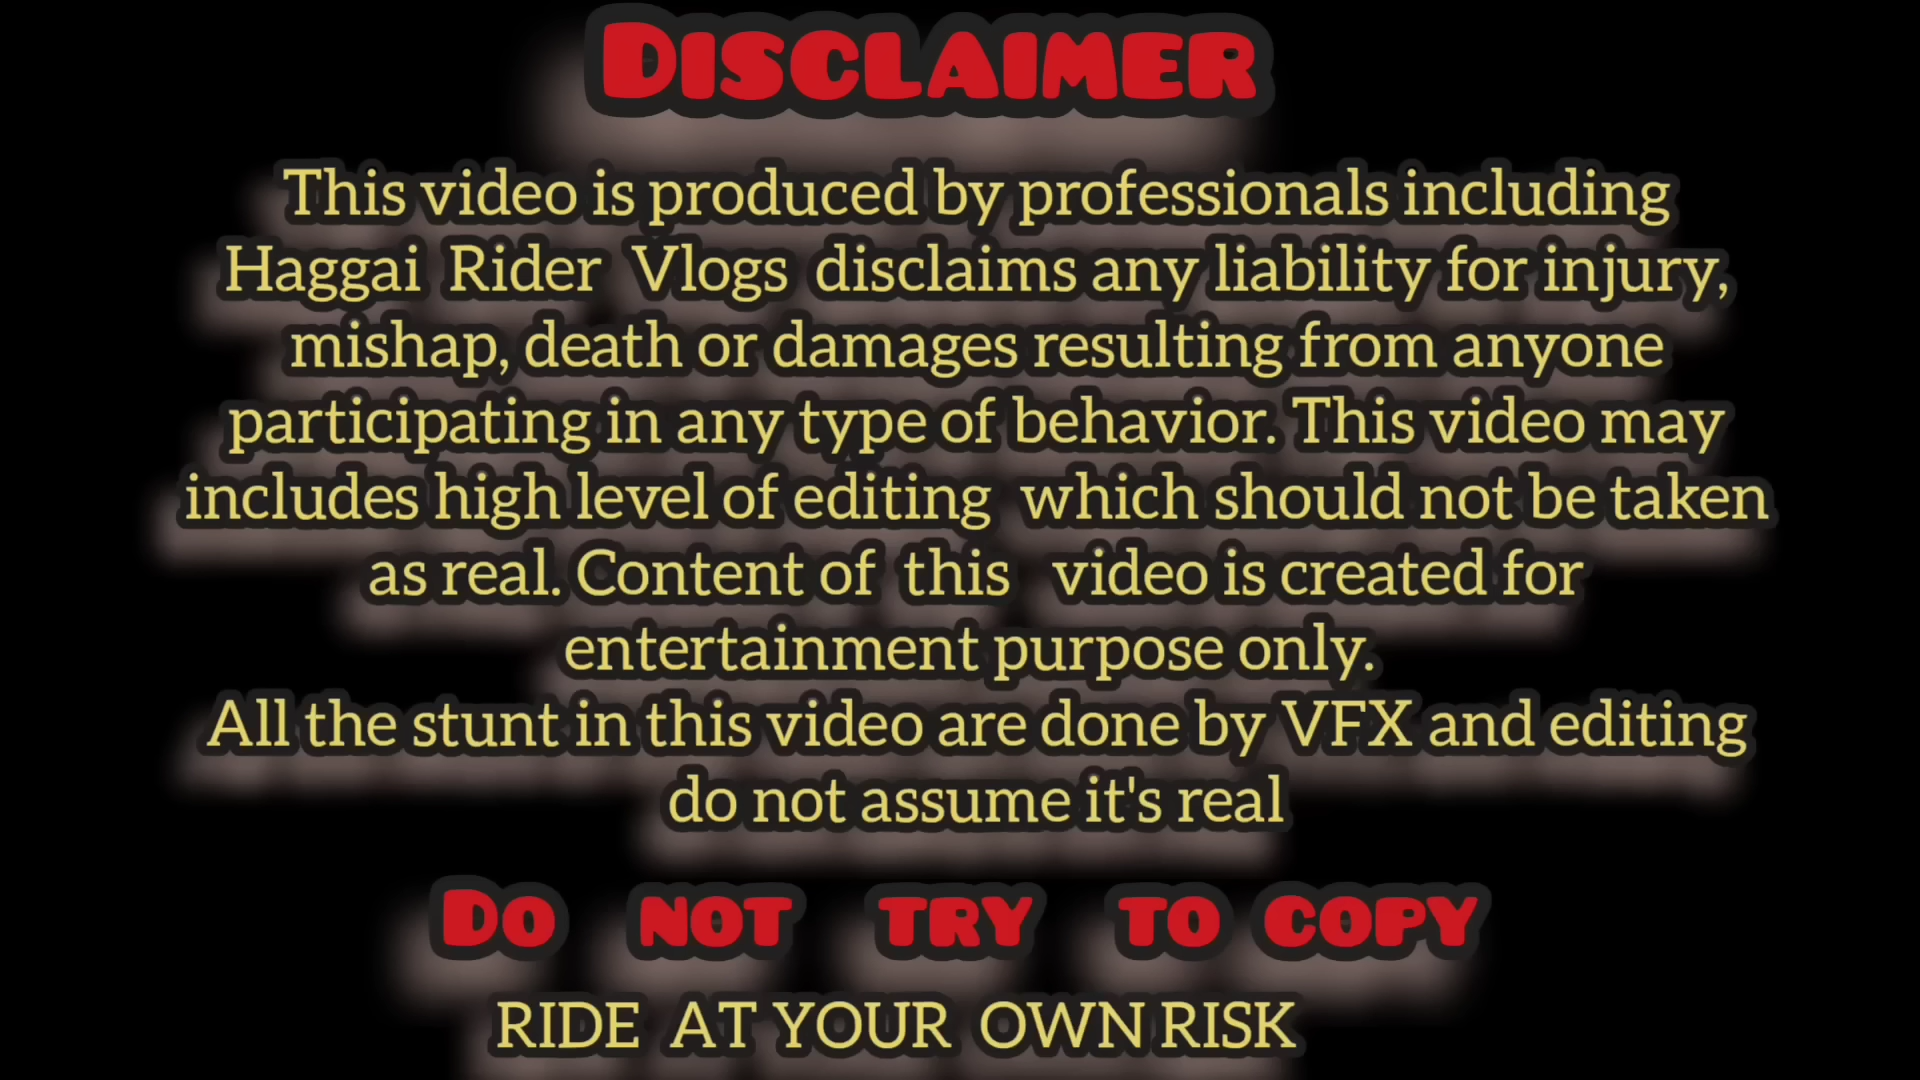 DISCLAIMER
This video is produced by professionals including
Haggai Rider Vlogs disclaims any liability for injury,
mishap, death or damages resulting from anyone
participating in any type of behavior. This video may
includes high level of editing which should not be taken
as real. Content of this video is created for
entertainment purpose only.
All the stunt in this video are done by VFX and editing
do not assume it's real
DO NOT TRY TO COPY
RIDE AT YOUR OWN RISK